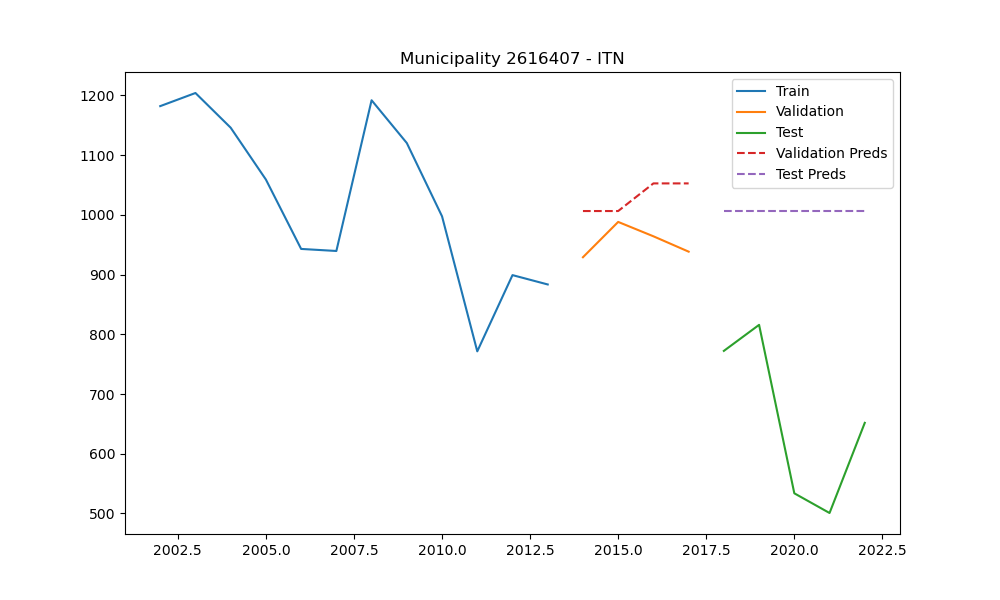 Municipality 2616407 - ITN
Train
Validation
Test
Validation Preds
Test Preds
1200
1100
1000
900
800
700
600
500
2002.5 2005.0 2007.5 2010.0 2012.5 2015.0 2017.5 2020.0 2022.5